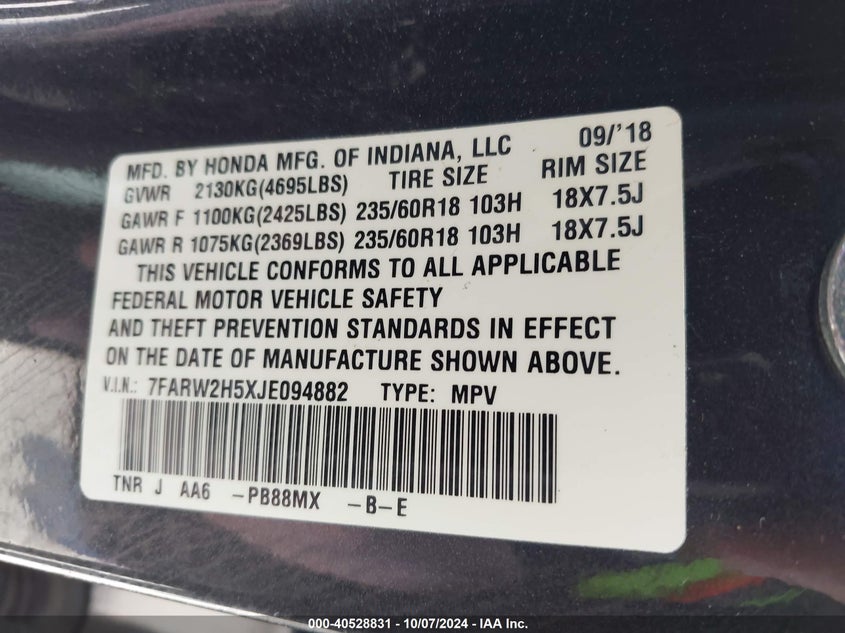 MFD. BY HONDA MFG. OF INDIANA, LLC 09/'18
GVWR 2130KG(4695LBS) TIRE SIZE RIM SIZE
GAWR F 1100KG(2425LBS) 235/60R18 103H 18X7.5J
GAWR R 1075KG(2369LBS) 235/60R18 103H 18X7.5J
THIS VEHICLE CONFORMS TO ALL APPLICABLE
FEDERAL MOTOR VEHICLE SAFETY
AND THEFT PREVENTION STANDARDS IN EFFECT
ON THE DATE OF MANUFACTURE SHOWN ABOVE.
V.I.N.: 7FARW2H5XJE094882 TYPE: MPV
TNR J AA6 -PB88MX -B-E
000-40528831 - 10/07/2024 - IAA Inc.